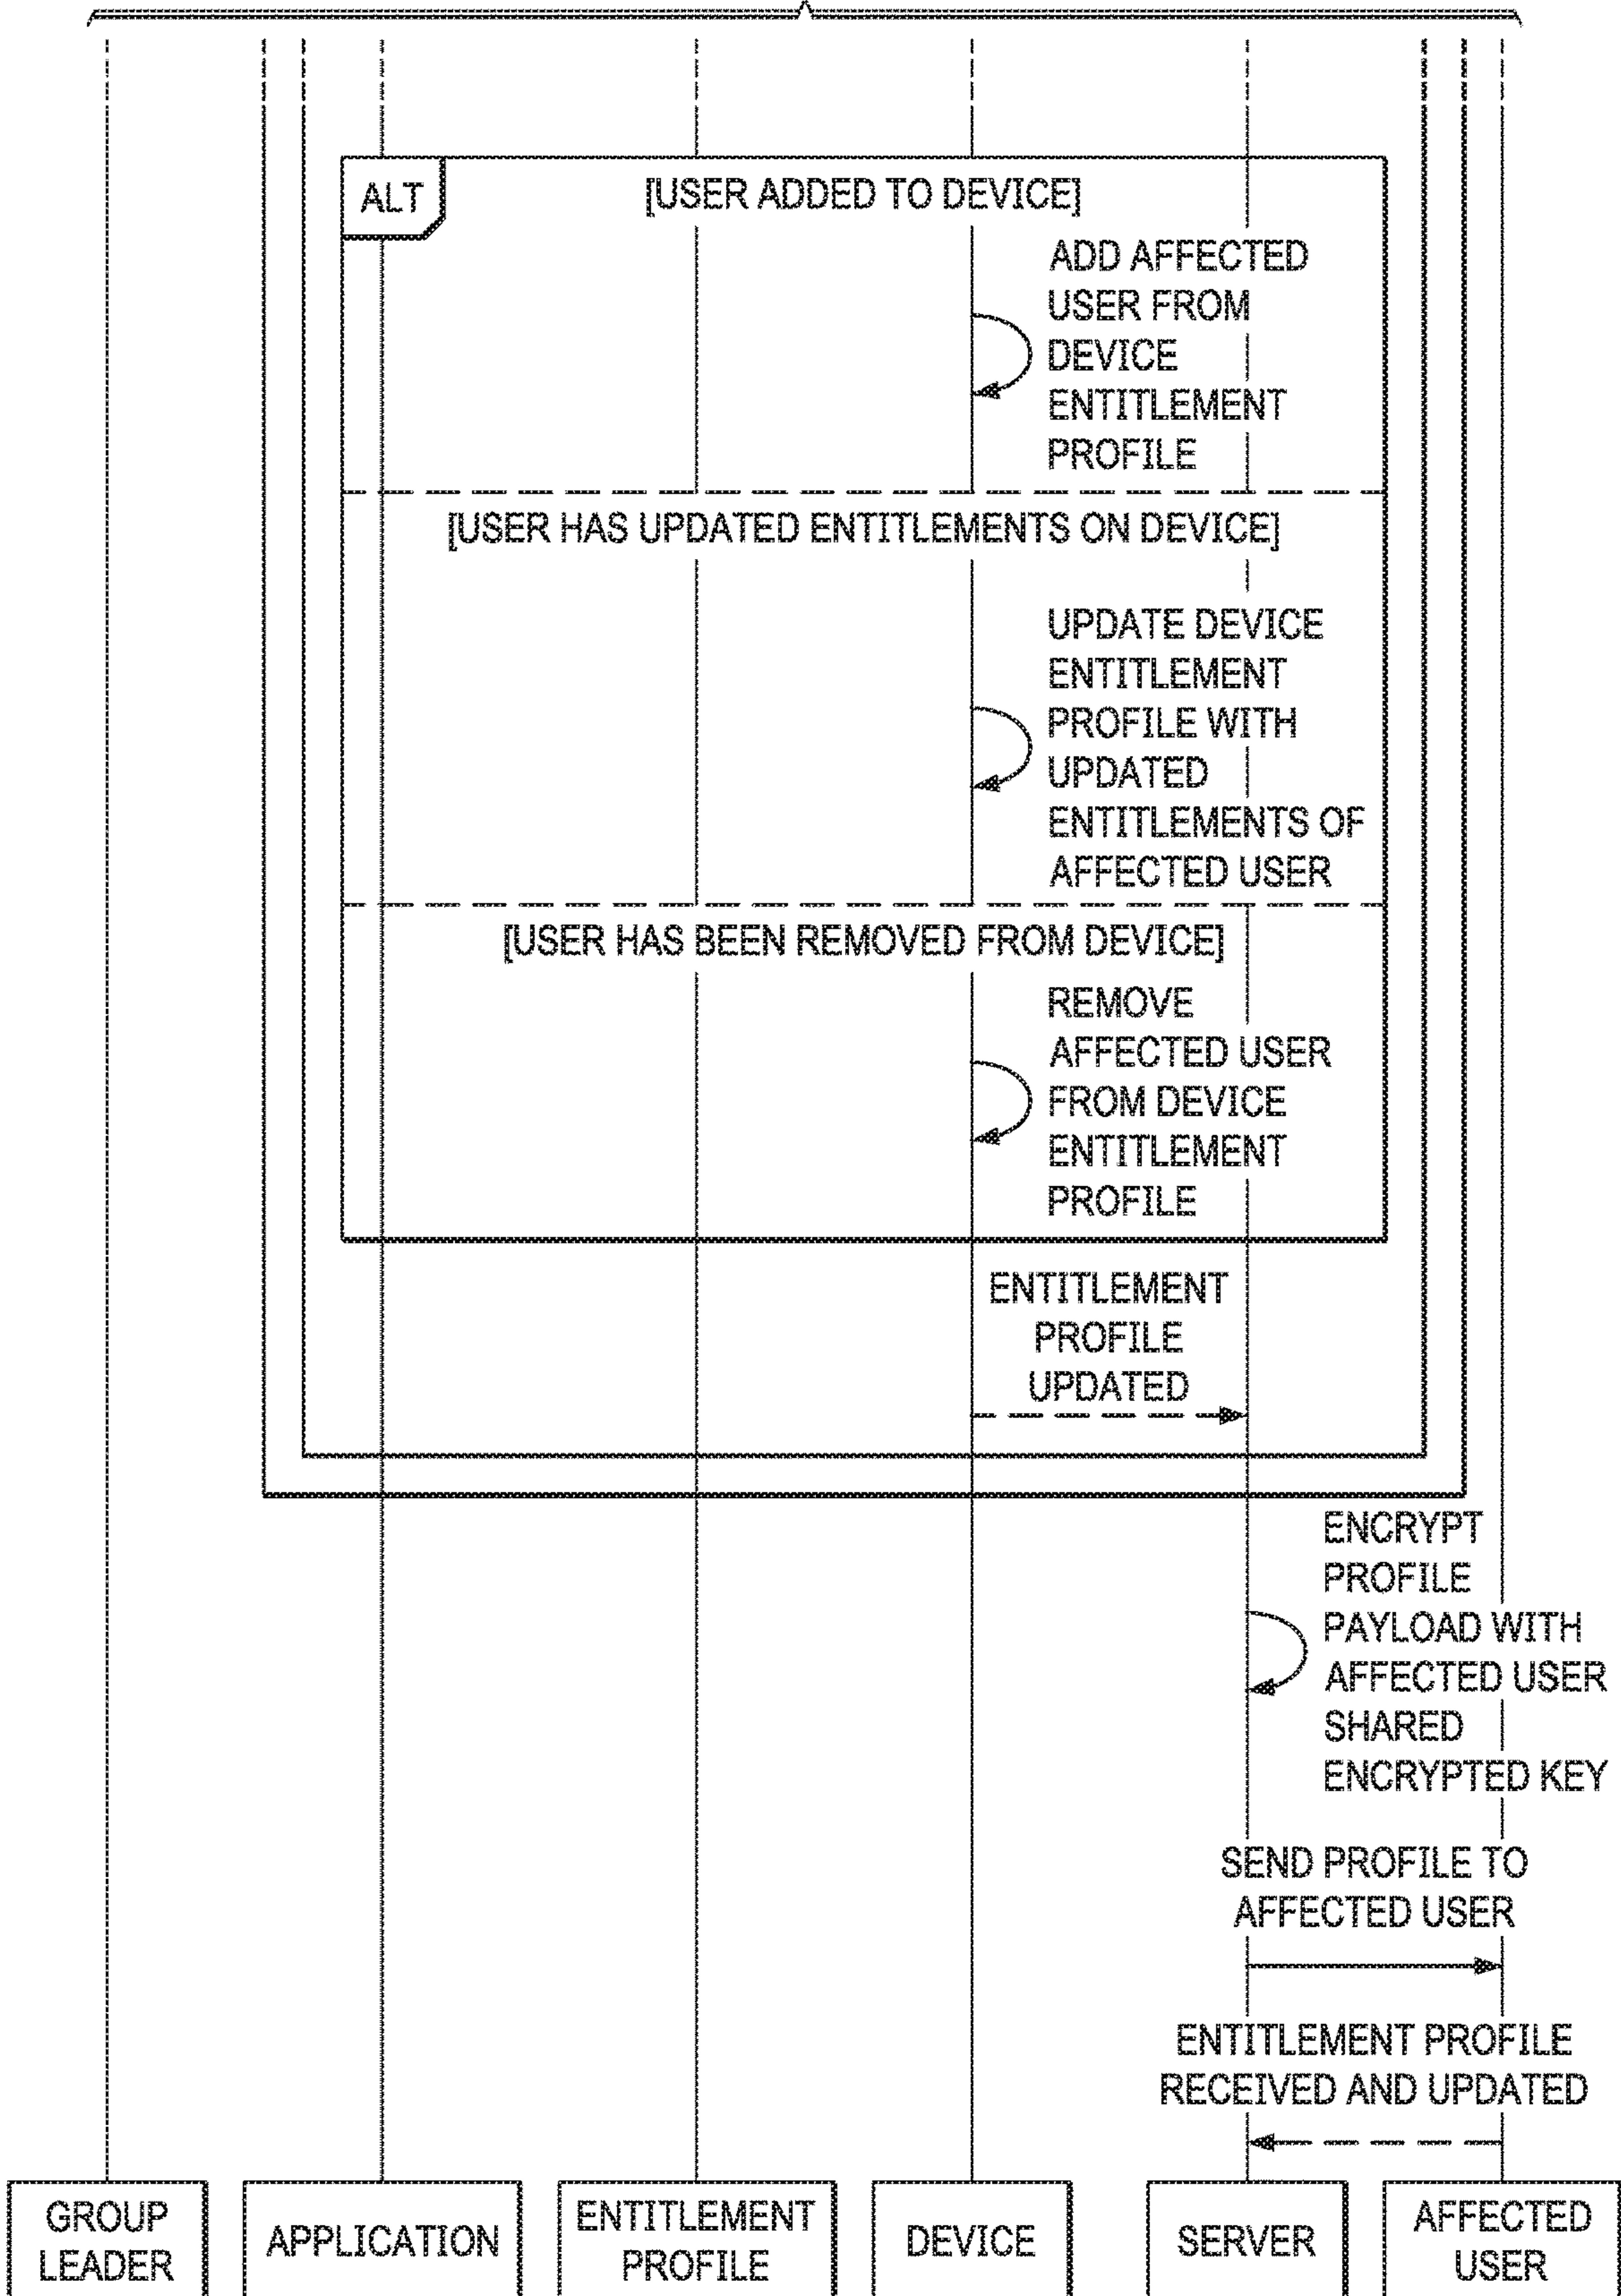 ALT
[USER ADDED TO DEVICE]
ADD AFFECTED
USER FROM
DEVICE
ENTITLEMENT
PROFILE
[USER HAS UPDATED ENTITLEMENTS ON DEVICE]
UPDATE DEVICE
ENTITLEMENT
PROFILE WITH
UPDATED
ENTITLEMENTS OF
AFFECTED USER
[USER HAS BEEN REMOVED FROM DEVICE]
REMOVE
AFFECTED USER
FROM DEVICE
ENTITLEMENT
PROFILE
ENTITLEMENT
PROFILE
UPDATED
ENCRYPT
PROFILE
PAYLOAD WITH
AFFECTED USER
SHARED
ENCRYPTED KEY
SEND PROFILE TO
AFFECTED USER
ENTITLEMENT PROFILE
RECEIVED AND UPDATED
GROUP
LEADER
APPLICATION
ENTITLEMENT
PROFILE
DEVICE
SERVER
AFFECTED
USER